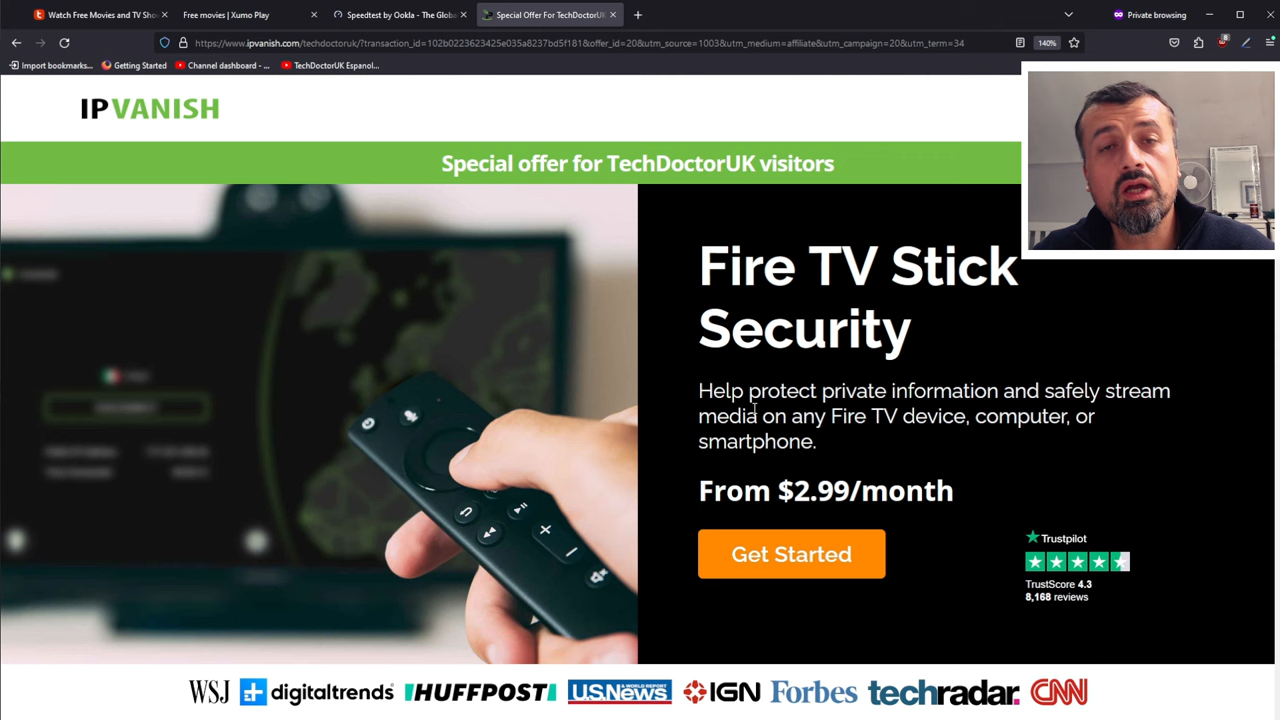 Watch Free Movies and TV Sho
Free movies | Xumo Play
Speedtest by Ookla - The Globa
Special Offer For TechDoctorUK
Private browsing
https://www.ipvanish.com/techdoctoruk/?transaction_id=102b0223623425e035a8237bd5f181&offer_id=20&utm_source=1003&utm_medium=affiliate&utm_campaign=20&utm_term=34
140%
Import bookmarks...
Getting Started
Channel dashboard - ...
TechDoctorUK Espanol...
IPVANISH
Special offer for TechDoctorUK visitors
Fire TV Stick
Security
Help protect private information and safely stream
media on any Fire TV device, computer, or
smartphone.
From $2.99/month
Get Started
Trustpilot
TrustScore 4.3
8,168 reviews
WSJ digitaltrends HUFFPOST U.S.News & WORLD REPORT IGN Forbes techradar. CNN